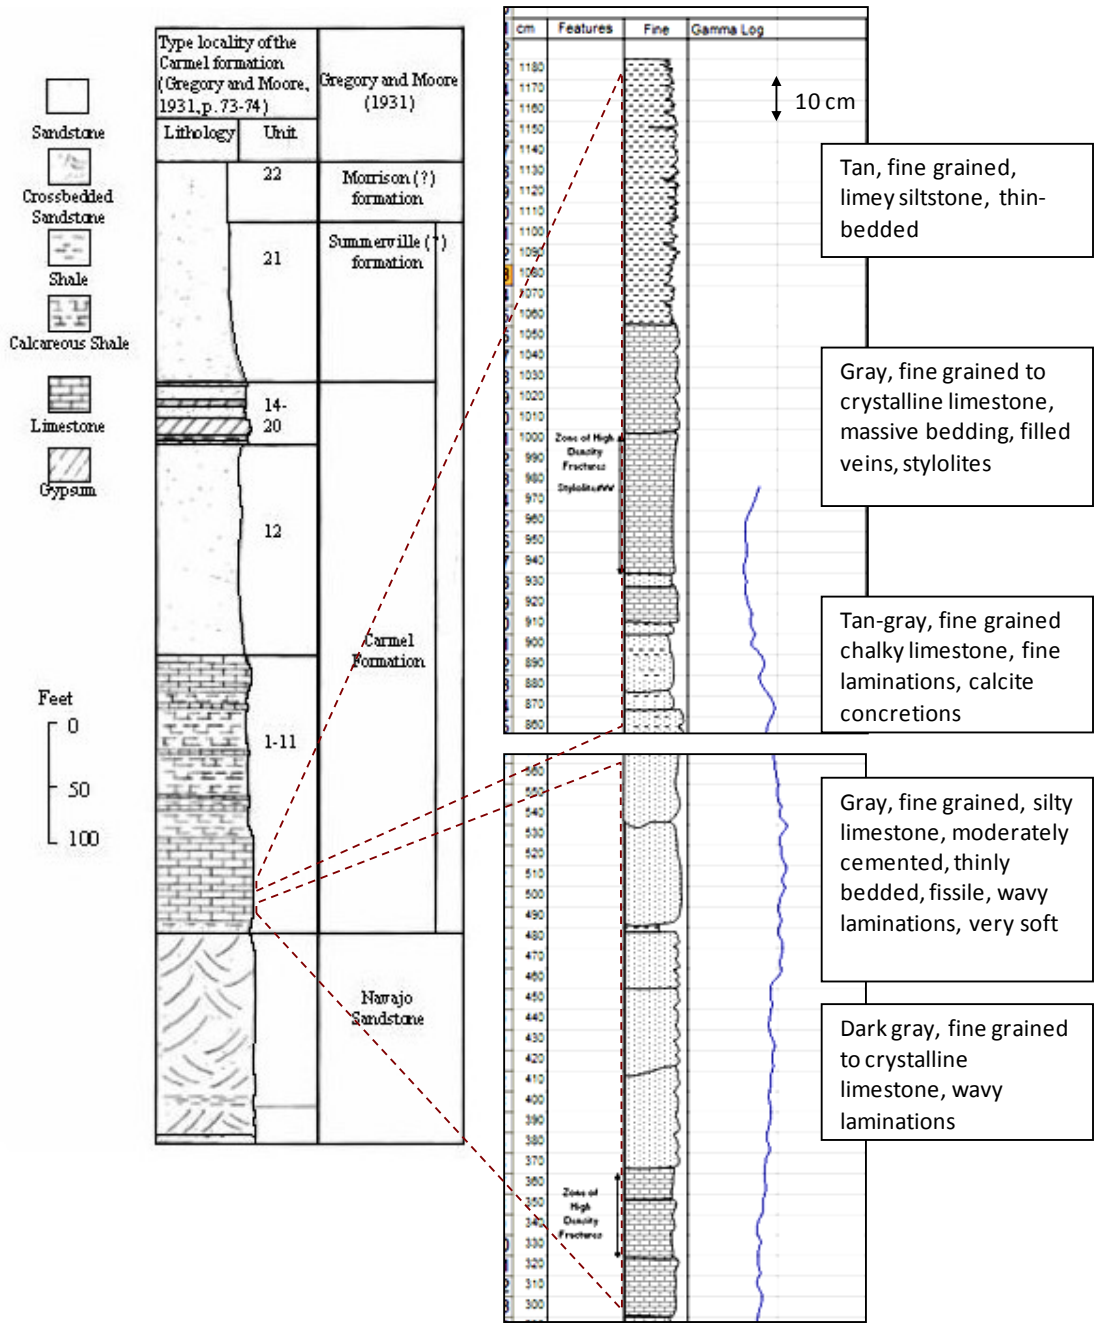 Type locality of the
Carmel formation
(Gregory and Moore,
1931, p. 73-74)
Gregory and Moore
(1931)
Lithology
Unit
22
Morrison (?)
formation
21
Summerville (?)
formation
14-
20
12
Carmel
Formation
1-11
Navajo
Sandstone
Sandstone
Crossbedded
Sandstone
Shale
Calcareous Shale
Limestone
Gypsum
Feet
0
50
100
cm
Features
Fine
Gamma Log
1180
1170
1160
1150
1140
1130
1120
1110
1100
1090
1080
1070
1060
1050
1040
1030
1020
1010
1000
990
980
970
960
950
940
930
920
910
900
890
880
870
860
10 cm
Zone of High
Density
Fractures
560
540
530
520
510
500
490
480
470
460
450
430
420
410
400
390
380
370
360
350
340
330
320
310
300
Zone of
High
Density
Fractures
Tan, fine grained,
limey siltstone, thin-
bedded
Gray, fine grained to
crystalline limestone,
massive bedding, filled
veins, stylolites
Tan-gray, fine grained
chalky limestone, fine
laminations, calcite
concretions
Gray, fine grained, silty
limestone, moderately
cemented, thinly
bedded, fissile, wavy
laminations, very soft
Dark gray, fine grained
to crystalline
limestone, wavy
laminations